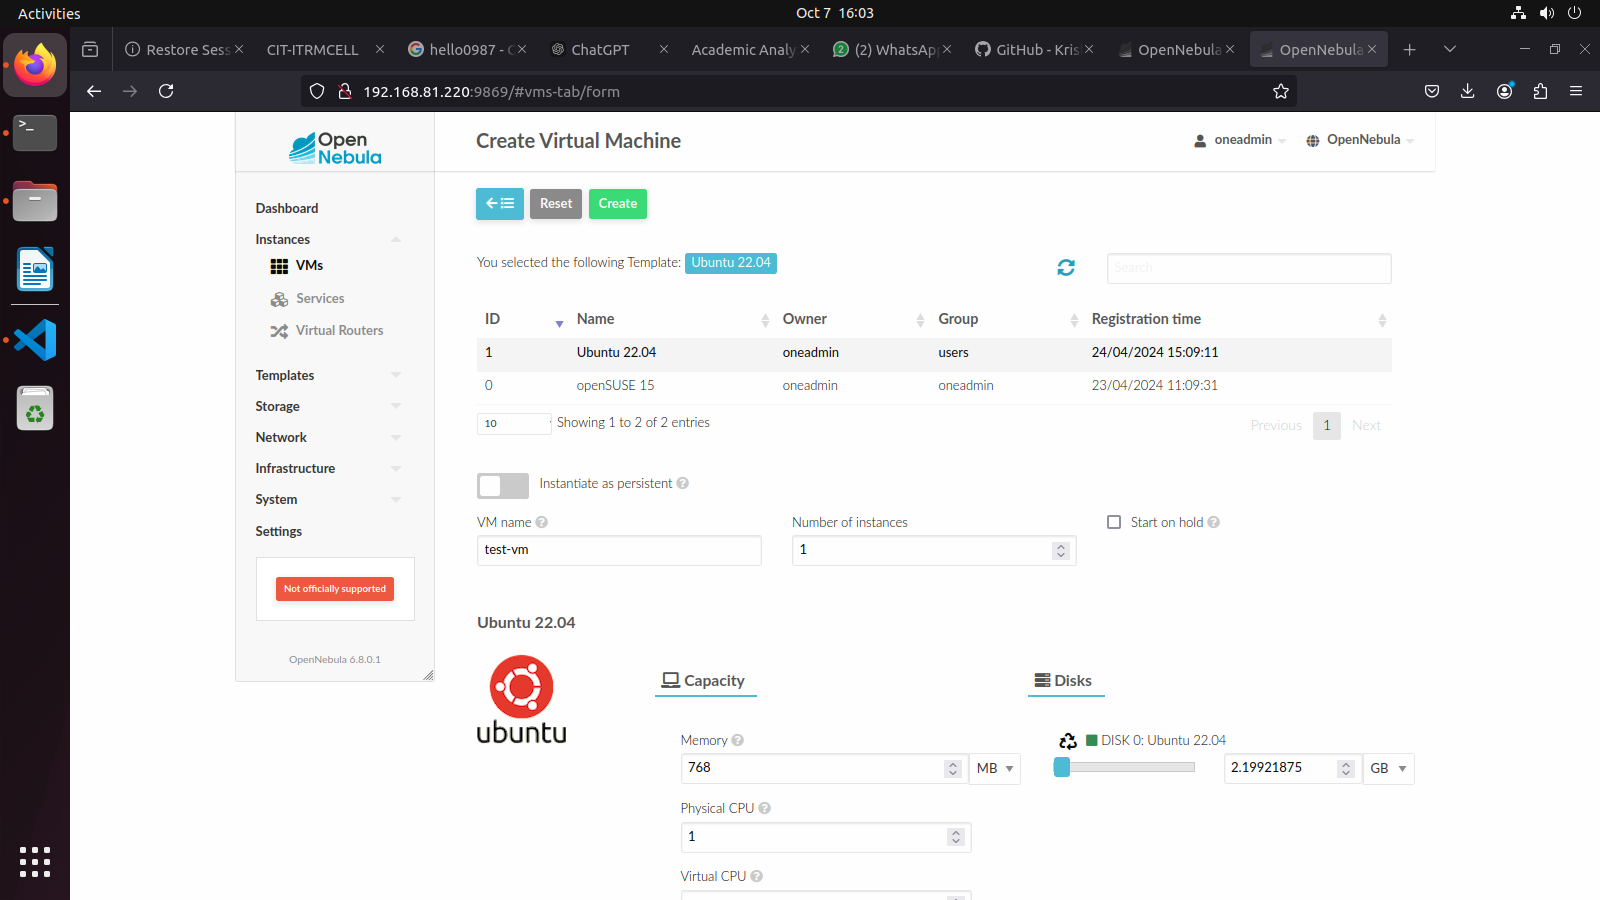 Activities
Oct 7 16:03
Restore Sess
CIT-ITRMCELL
hello0987 - G
ChatGPT
Academic Analy
(2) WhatsApp
GitHub - Kris
OpenNebula
OpenNebula
192.168.81.220:9869/#vms-tab/form
Open
Nebula
Create Virtual Machine
oneadmin
OpenNebula
Dashboard
Instances
VMs
Services
Virtual Routers
Templates
Storage
Network
Infrastructure
System
Settings
Not officially supported
OpenNebula 6.8.0.1
Reset
Create
You selected the following Template: Ubuntu 22.04
Search
ID Name Owner Group Registration time
1 Ubuntu 22.04 oneadmin users 24/04/2024 15:09:11
0 openSUSE 15 oneadmin oneadmin 23/04/2024 11:09:31
10 Showing 1 to 2 of 2 entries
Previous 1 Next
Instantiate as persistent
VM name
test-vm
Number of instances
1
Start on hold
Ubuntu 22.04
ubuntu
Capacity
Memory
768 MB
Physical CPU
1
Virtual CPU
Disks
DISK 0: Ubuntu 22.04
2.19921875 GB